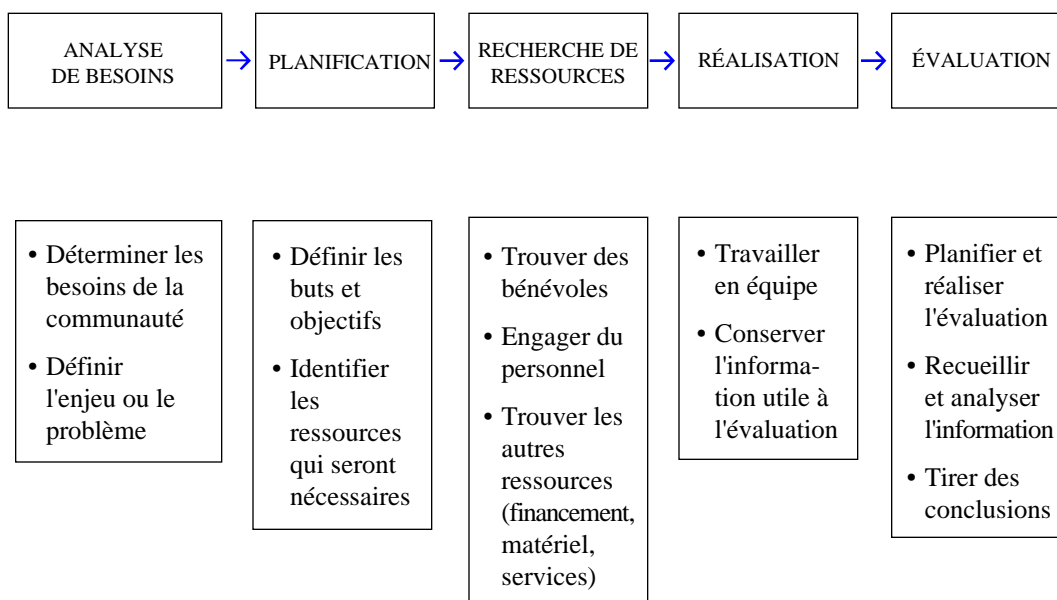 ANALYSE
DE BESOINS
PLANIFICATION
RECHERCHE DE
RESSOURCES
RÉALISATION
ÉVALUATION
• Déterminer les
besoins de la
communauté
• Définir
l'enjeu ou le
problème
• Définir les
buts et
objectifs
• Identifier
les
ressources
qui seront
nécessaires
• Trouver des
bénévoles
• Engager du
personnel
• Trouver les
autres
ressources
(financement,
matériel,
services)
• Travailler
en équipe
• Conserver
l'informa-
tion utile à
l'évaluation
• Planifier et
réaliser
l'évaluation
• Recueillir
et analyser
l'information
• Tirer des
conclusions